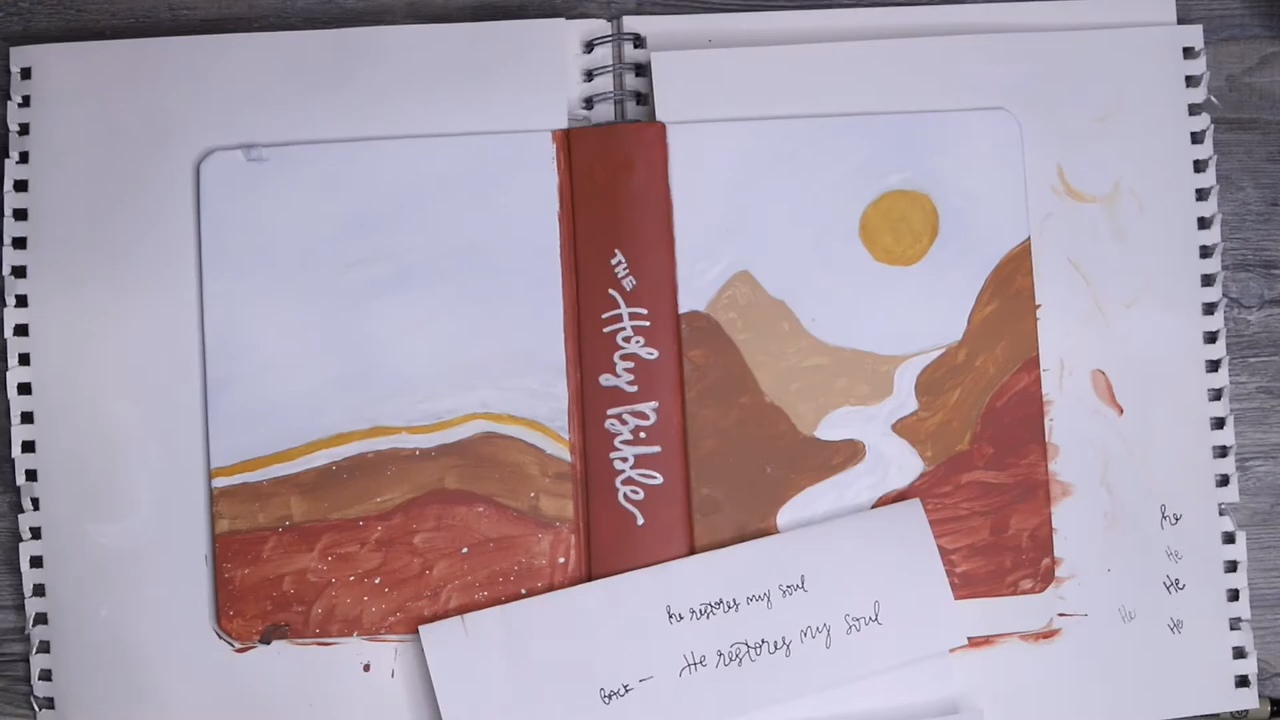 THE
Holy Bible
he restores my soul
He restores my soul
BACK —
he
He
He
He
He